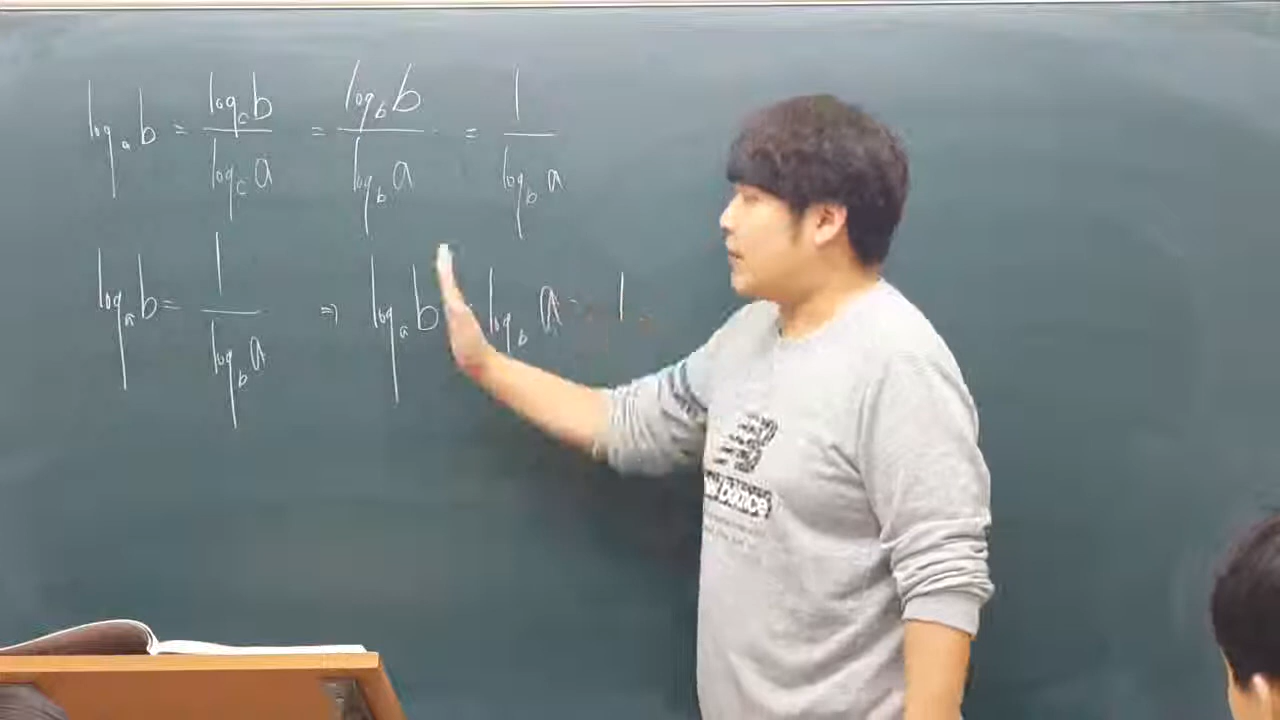 log_a b = log_c b / log_c a = log_b b / log_b a = 1 / log_b a
log_a b = 1 / log_b a ⇒ log_a b · log_b a = 1
new balance